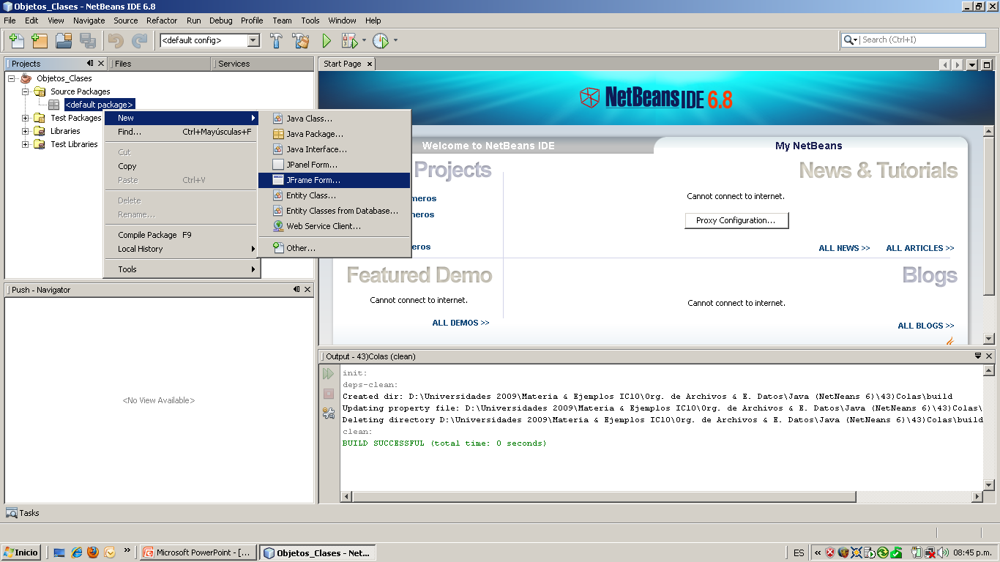 Objetos_Clases - NetBeans IDE 6.8
File Edit View Navigate Source Refactor Run Debug Profile Team Tools Window Help
<default config>
Search (Ctrl+I)
Projects Files Services
Start Page
Objetos_Clases
Source Packages
<default package>
Test Packages
Libraries
Test Libraries
New
Find... Ctrl+Mayúsculas+F
Cut
Copy
Paste Ctrl+V
Delete
Rename...
Compile Package F9
Local History
Tools
Java Class...
Java Package...
Java Interface...
JPanel Form...
JFrame Form...
Entity Class...
Entity Classes from Database...
Web Service Client...
Other...
NetBeans IDE 6.8
Welcome to NetBeans IDE
My NetBeans
Projects
meros
meros
eros
News & Tutorials
Cannot connect to internet.
Proxy Configuration...
ALL NEWS >> ALL ARTICLES >>
Featured Demo
Cannot connect to internet.
ALL DEMOS >>
Blogs
Cannot connect to internet.
ALL BLOGS >>
Push - Navigator
<No View Available>
Output - 43)Colas (clean)
init:
deps-clean:
Created dir: D:\Universidades 2009\Materia & Ejemplos IC10\Org. de Archivos & E. Datos\Java (NetNeans 6)\43)Colas\build
Updating property file: D:\Universidades 2009\Materia & Ejemplos IC10\Org. de Archivos & E. Datos\Java (NetNeans 6)\43)Colas\
Deleting directory D:\Universidades 2009\Materia & Ejemplos IC10\Org. de Archivos & E. Datos\Java (NetNeans 6)\43)Colas\build
clean:
BUILD SUCCESSFUL (total time: 0 seconds)
Tasks
Inicio
Microsoft PowerPoint - [...
Objetos_Clases - Net...
ES
08:45 p.m.